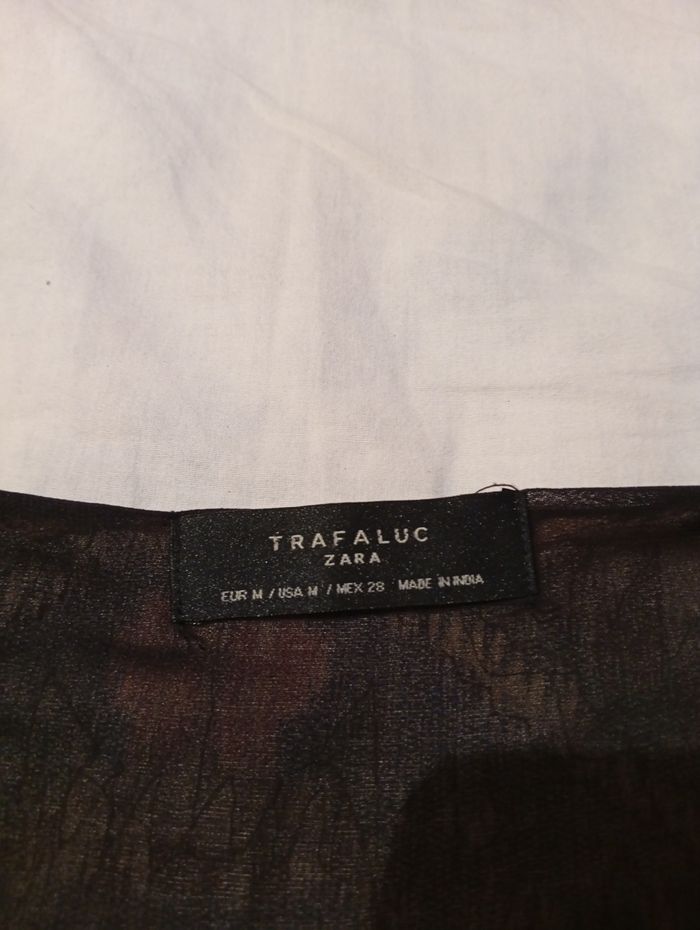 TRAFALUC
ZARA
EUR M / USA M / MEX 28 MADE IN INDIA